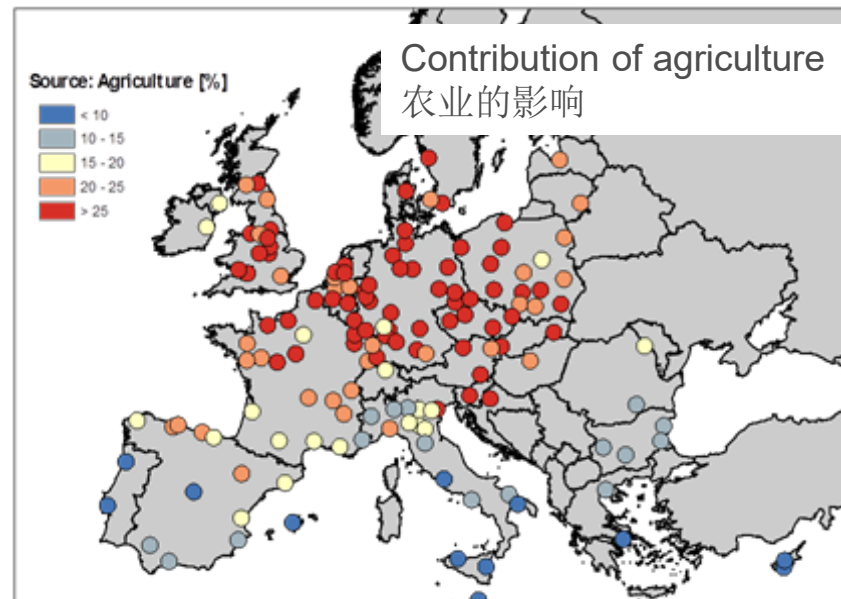 Contribution of agriculture
农业的影响
Source: Agriculture [%]
< 10
10 - 15
15 - 20
20 - 25
> 25